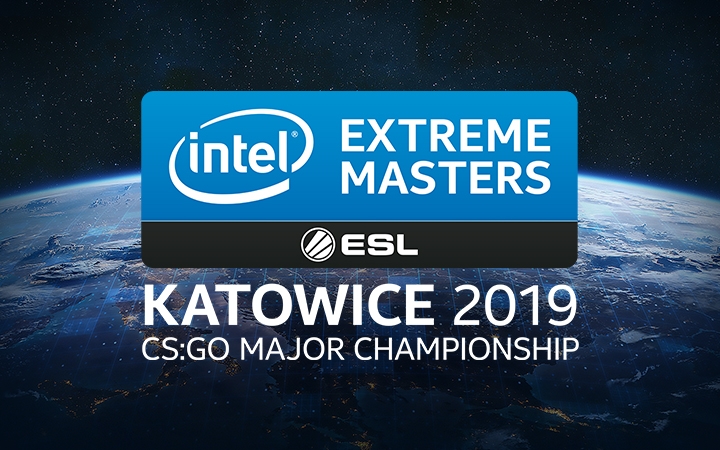 intel®
EXTREME
MASTERS
ESL
KATOWICE 2019
CS:GO MAJOR CHAMPIONSHIP